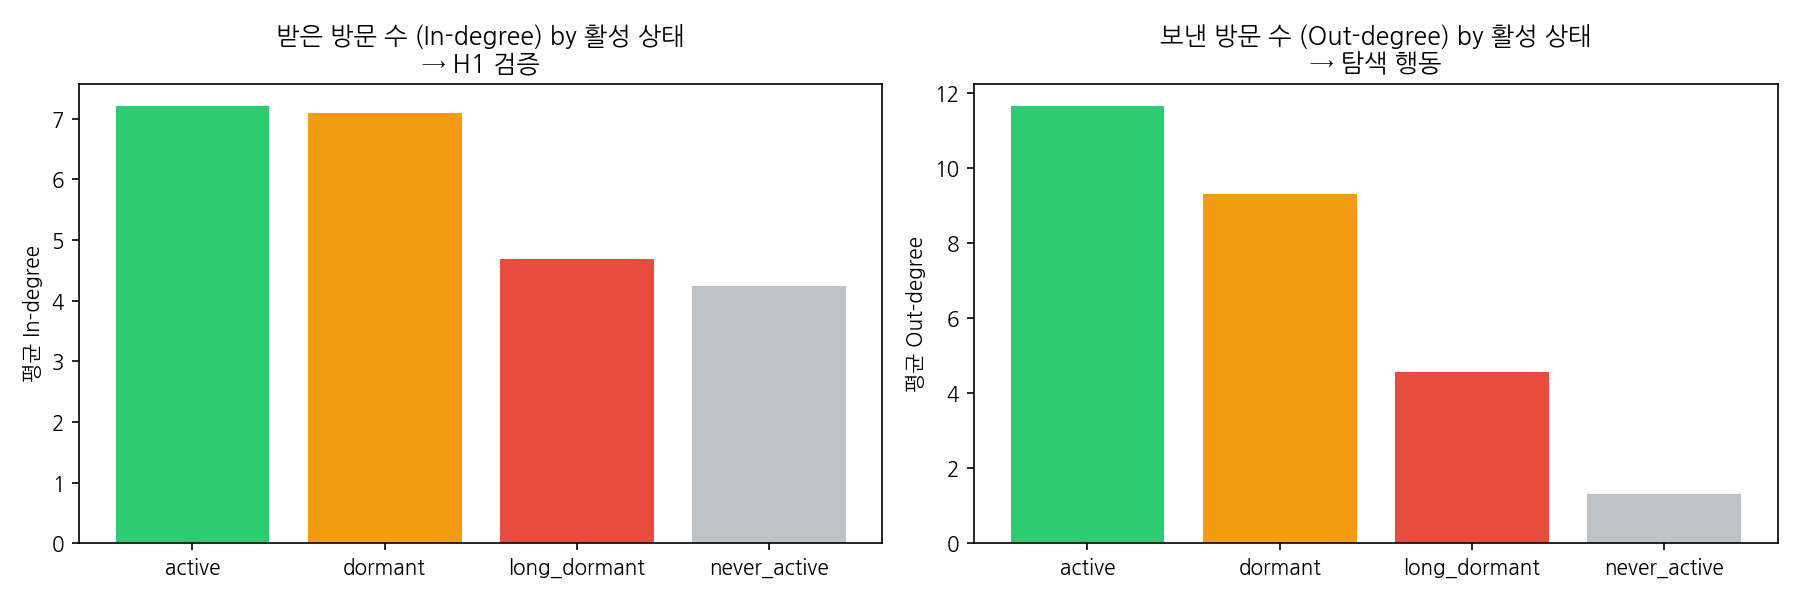 받은 방문 수 (In-degree) by 활성 상태
→ H1 검증
평균 In-degree
7
6
5
4
3
2
1
0
active
dormant
long_dormant
never_active
보낸 방문 수 (Out-degree) by 활성 상태
→ 탐색 행동
평균 Out-degree
12
10
8
6
4
2
0
active
dormant
long_dormant
never_active